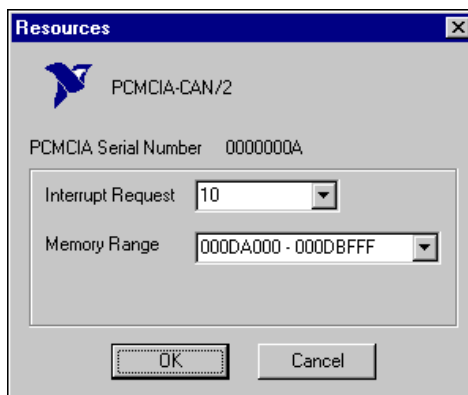 Resources
PCMCIA-CAN/2
PCMCIA Serial Number 0000000A
Interrupt Request 10
Memory Range 000DA000 - 000DBFFF
OK Cancel